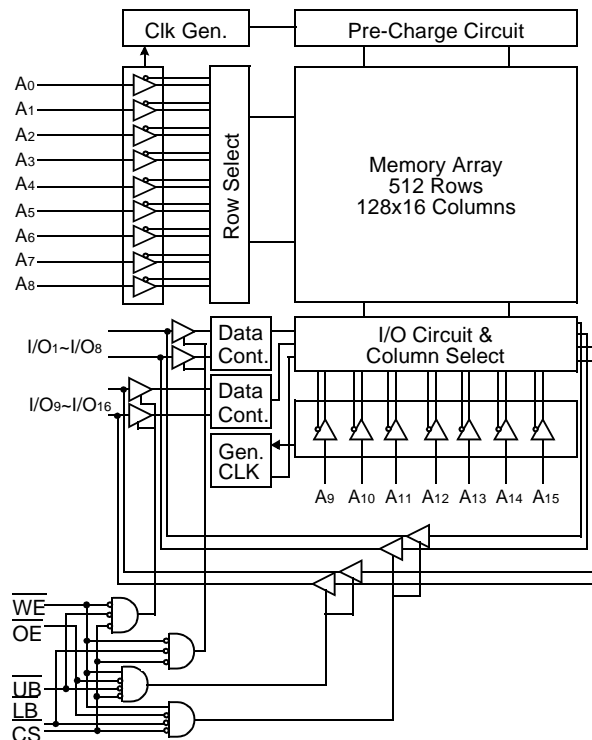 Clk Gen.
Pre-Charge Circuit
A0
A1
A2
A3
A4
A5
A6
A7
A8
Row Select
Memory Array
512 Rows
128x16 Columns
I/O1~I/O8
Data
Cont.
I/O Circuit &
Column Select
I/O9~I/O16
Data
Cont.
Gen.
CLK
A9 A10 A11 A12 A13 A14 A15
WE
OE
UB
LB
CS